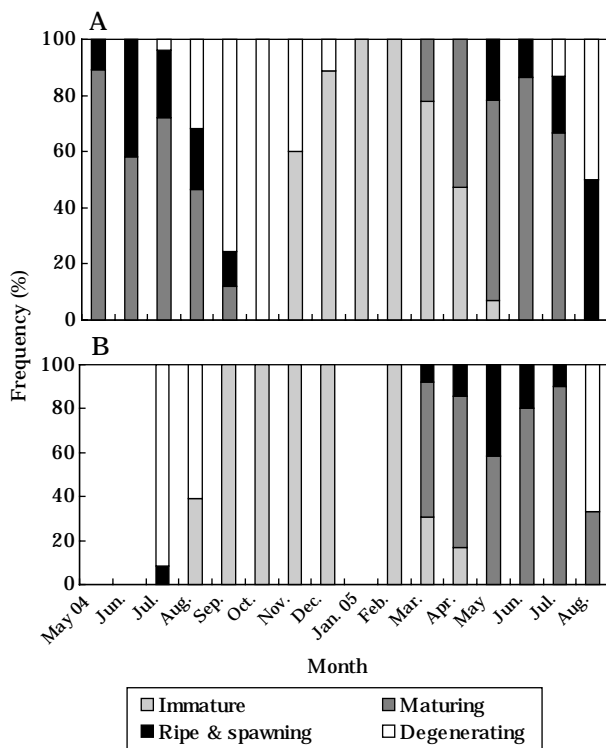 A
100
80
60
40
20
0
Frequency (%)
B
100
80
60
40
20
0
May 04 Jun. Jul. Aug. Sep. Oct. Nov. Dec. Jan. 05 Feb. Mar. Apr. May Jun. Jul. Aug.
Month
Immature Maturing
Ripe & spawning Degenerating